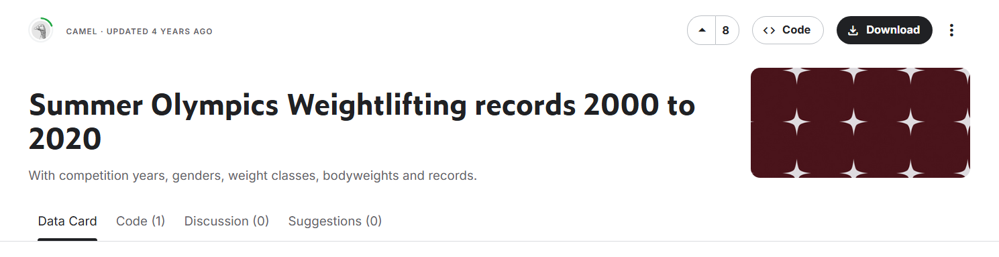 CAMEL · UPDATED 4 YEARS AGO
8
Code
Download
Summer Olympics Weightlifting records 2000 to
2020
With competition years, genders, weight classes, bodyweights and records.
Data Card
Code (1)
Discussion (0)
Suggestions (0)